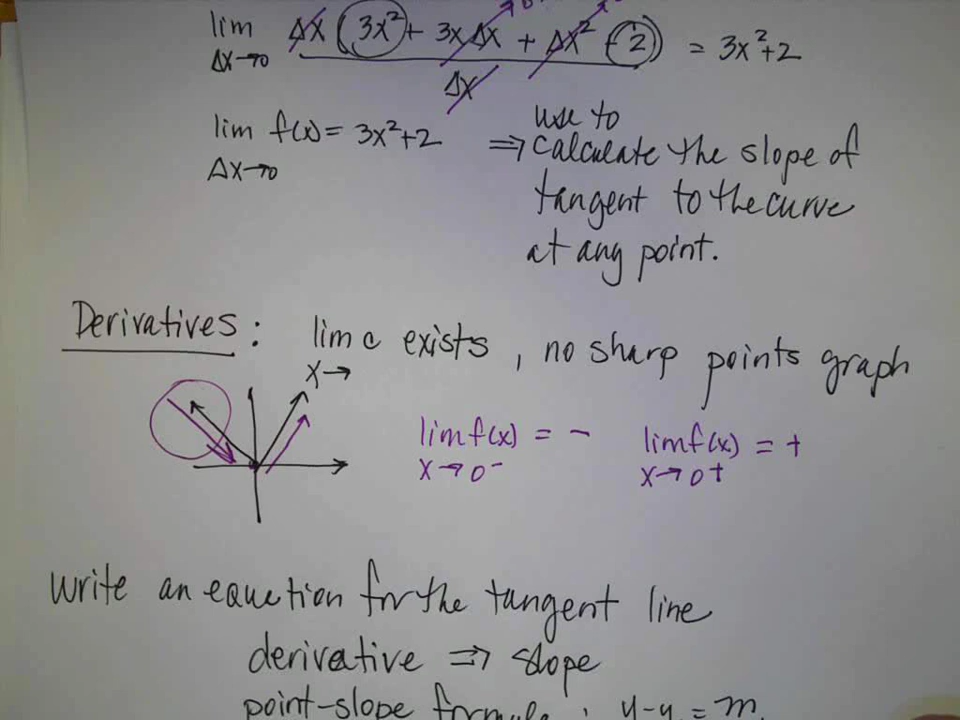 lim Δx (3x² + 3xΔx + Δx² - 2) = 3x²+2
Δx→0 Δx
lim f(x) = 3x²+2 ⇒ use to
Δx→0 calculate the slope of
tangent to the curve
at any point.
Derivatives : lim c exists , no sharp points graph
x→
lim f(x) = - lim f(x) = +
x→0⁻ x→0+
write an equation for the tangent line
derivative ⇒ slope
point-slope formula : y-y₁ = m